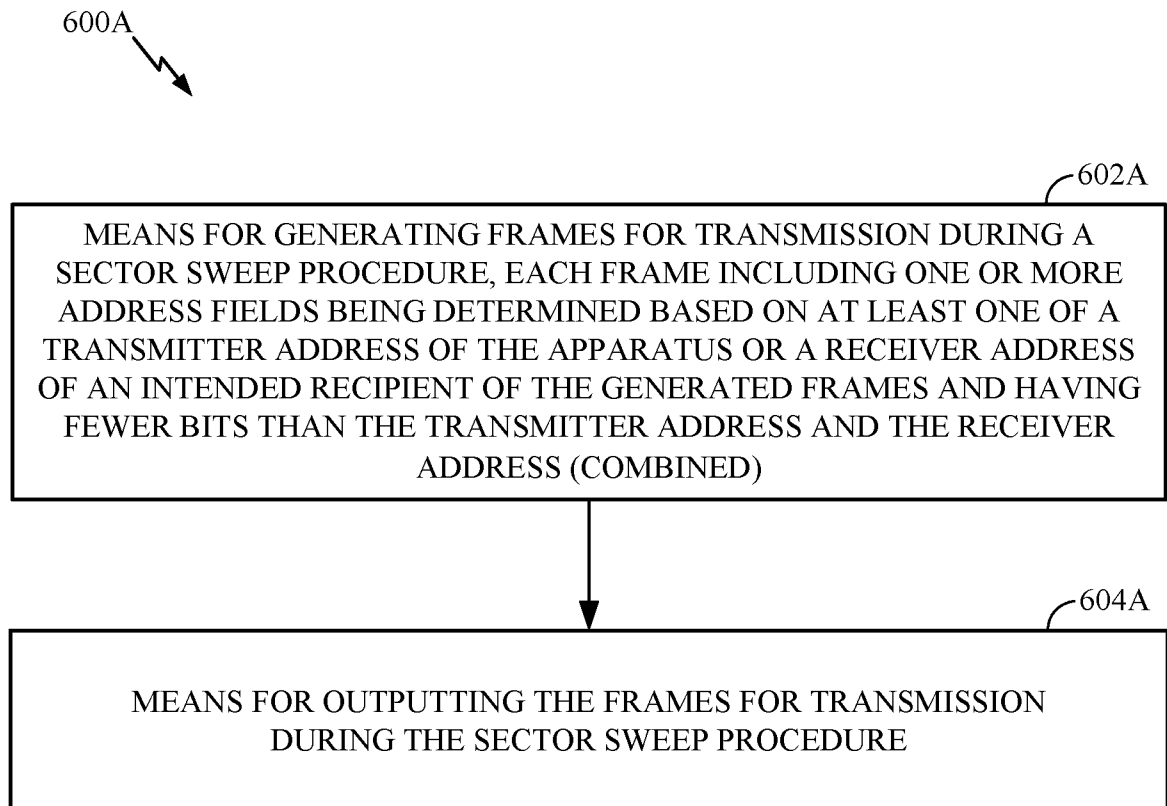 600A
602A
MEANS FOR GENERATING FRAMES FOR TRANSMISSION DURING A
SECTOR SWEEP PROCEDURE, EACH FRAME INCLUDING ONE OR MORE
ADDRESS FIELDS BEING DETERMINED BASED ON AT LEAST ONE OF A
TRANSMITTER ADDRESS OF THE APPARATUS OR A RECEIVER ADDRESS
OF AN INTENDED RECIPIENT OF THE GENERATED FRAMES AND HAVING
FEWER BITS THAN THE TRANSMITTER ADDRESS AND THE RECEIVER
ADDRESS (COMBINED)
604A
MEANS FOR OUTPUTTING THE FRAMES FOR TRANSMISSION
DURING THE SECTOR SWEEP PROCEDURE